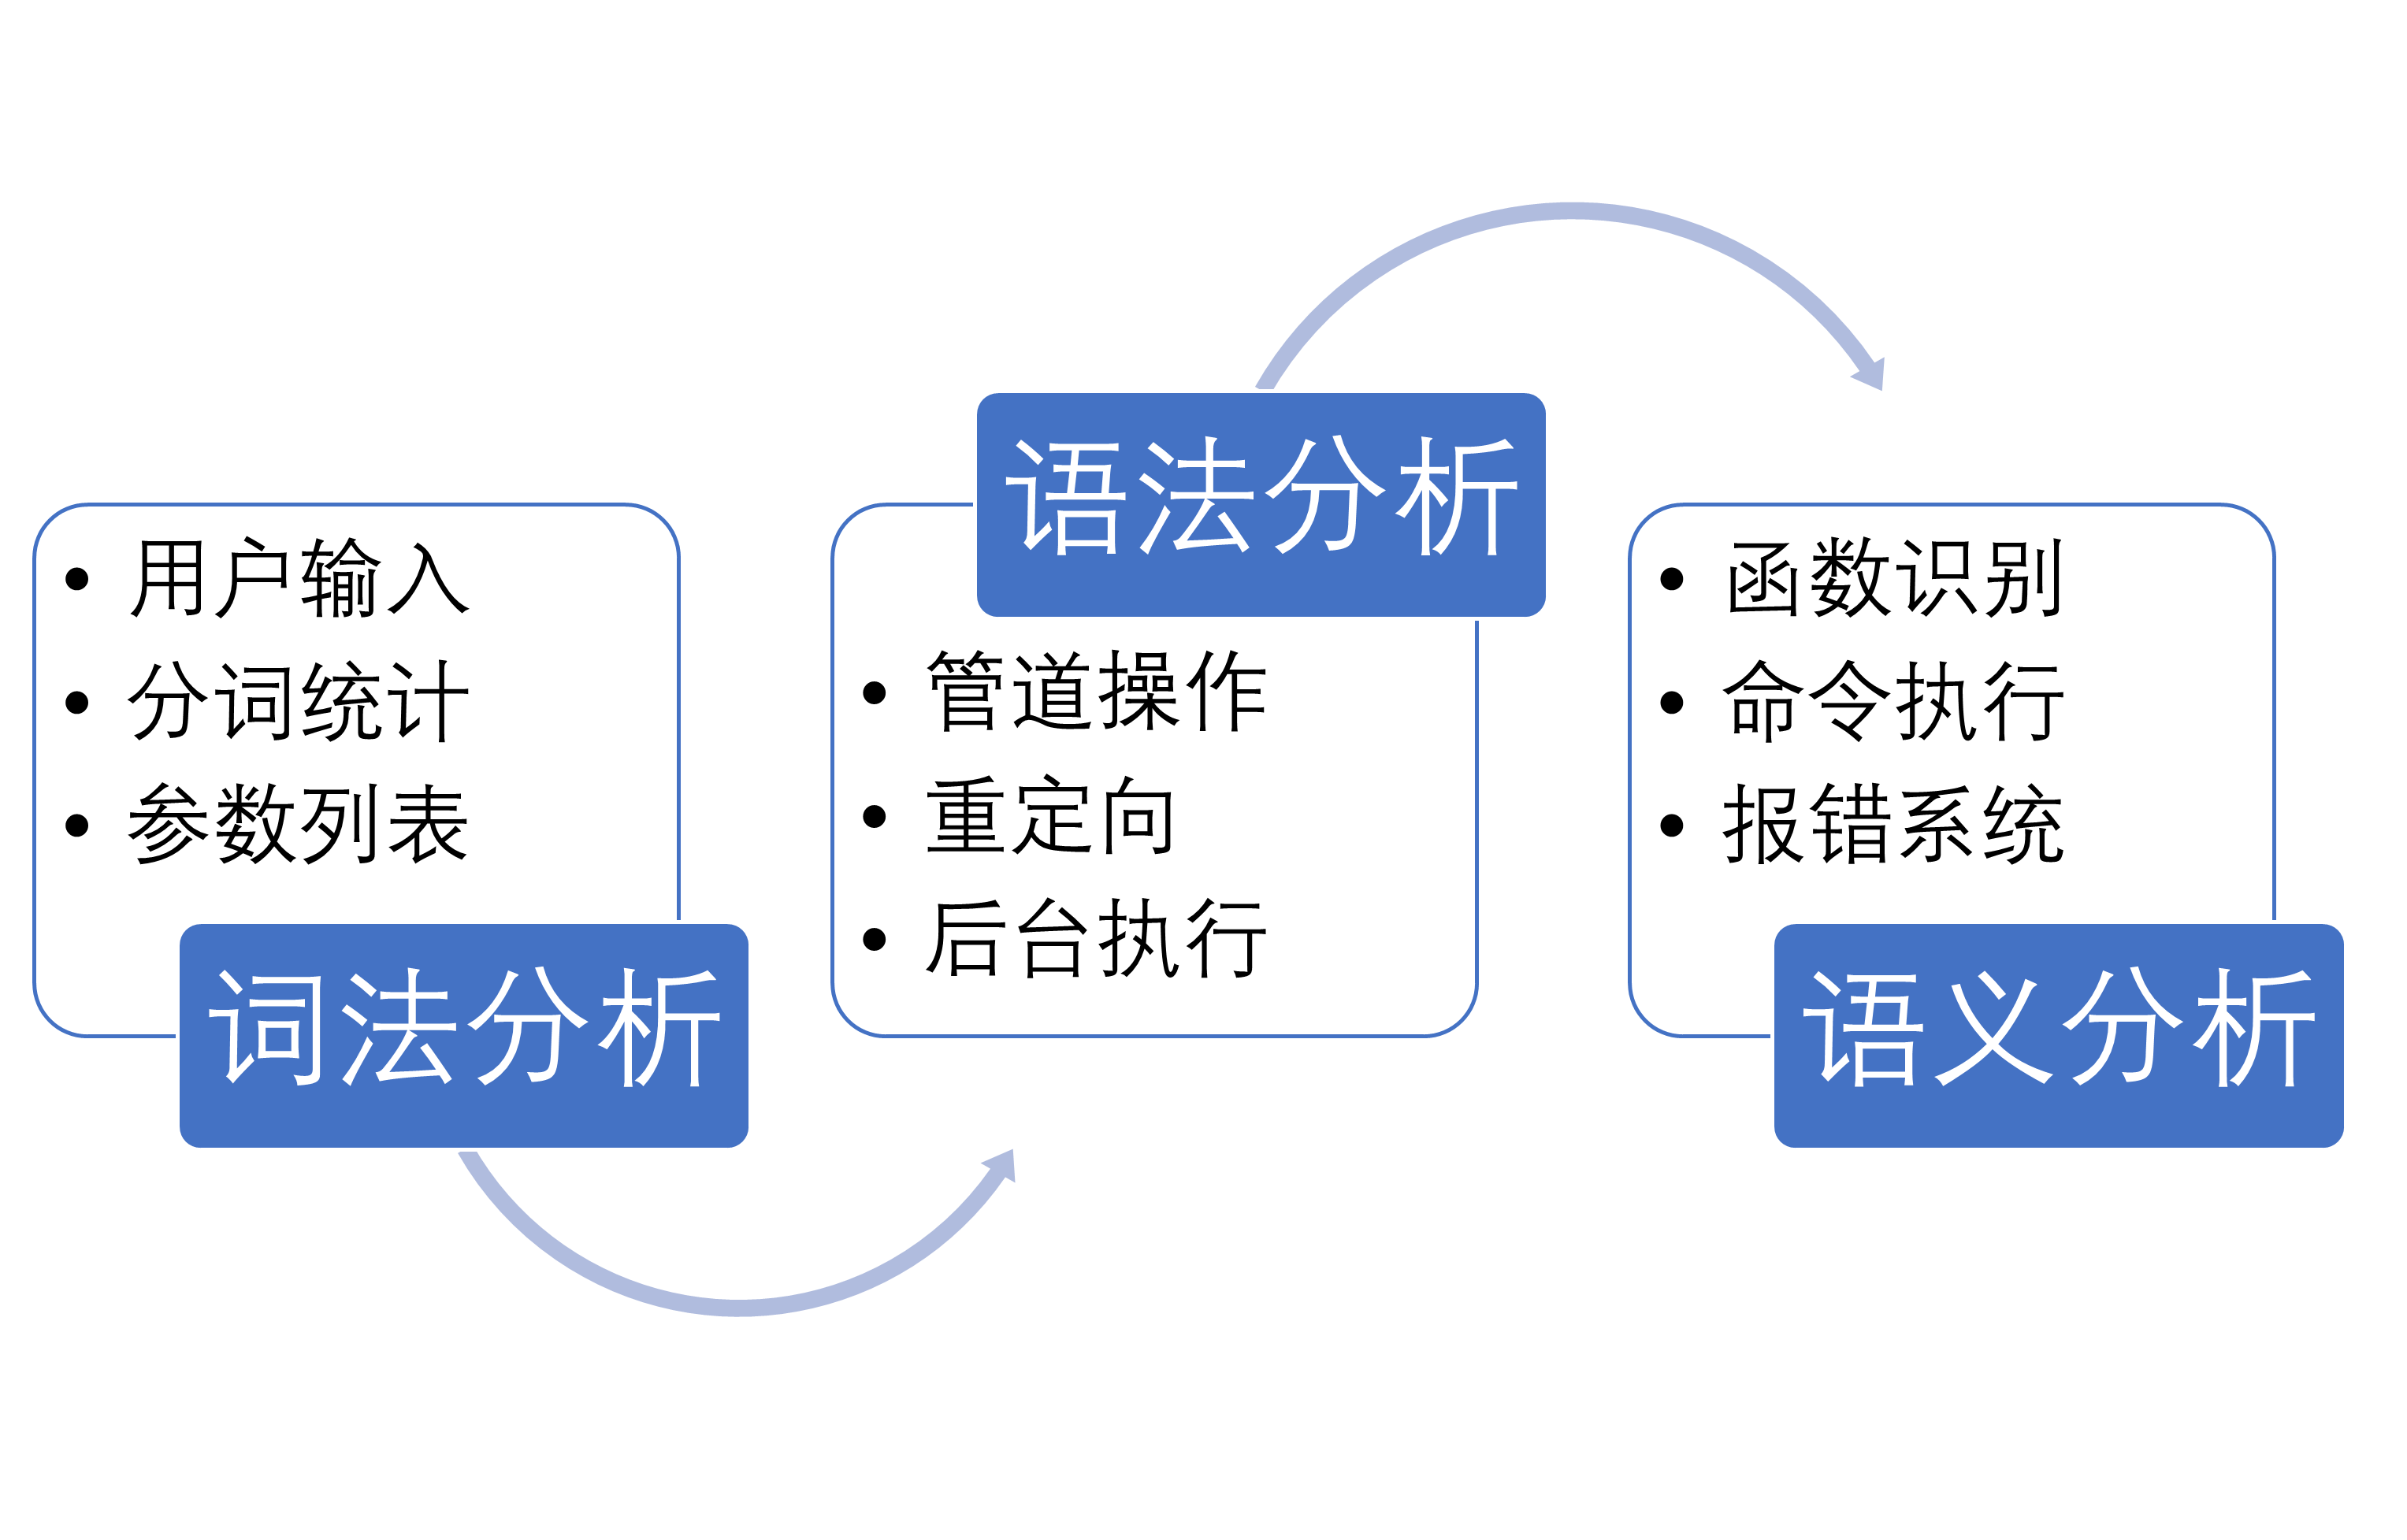 用户输入
分词统计
参数列表
词法分析
语法分析
管道操作
重定向
后台执行
函数识别
命令执行
报错系统
语义分析